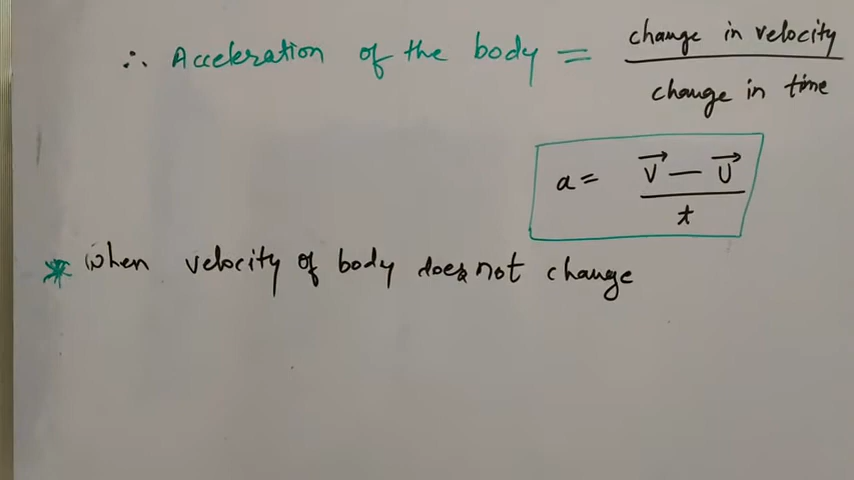 ∴ Acceleration of the body = change in velocity / change in time
a = v⃗ — u⃗ / t
* When velocity of body does not change